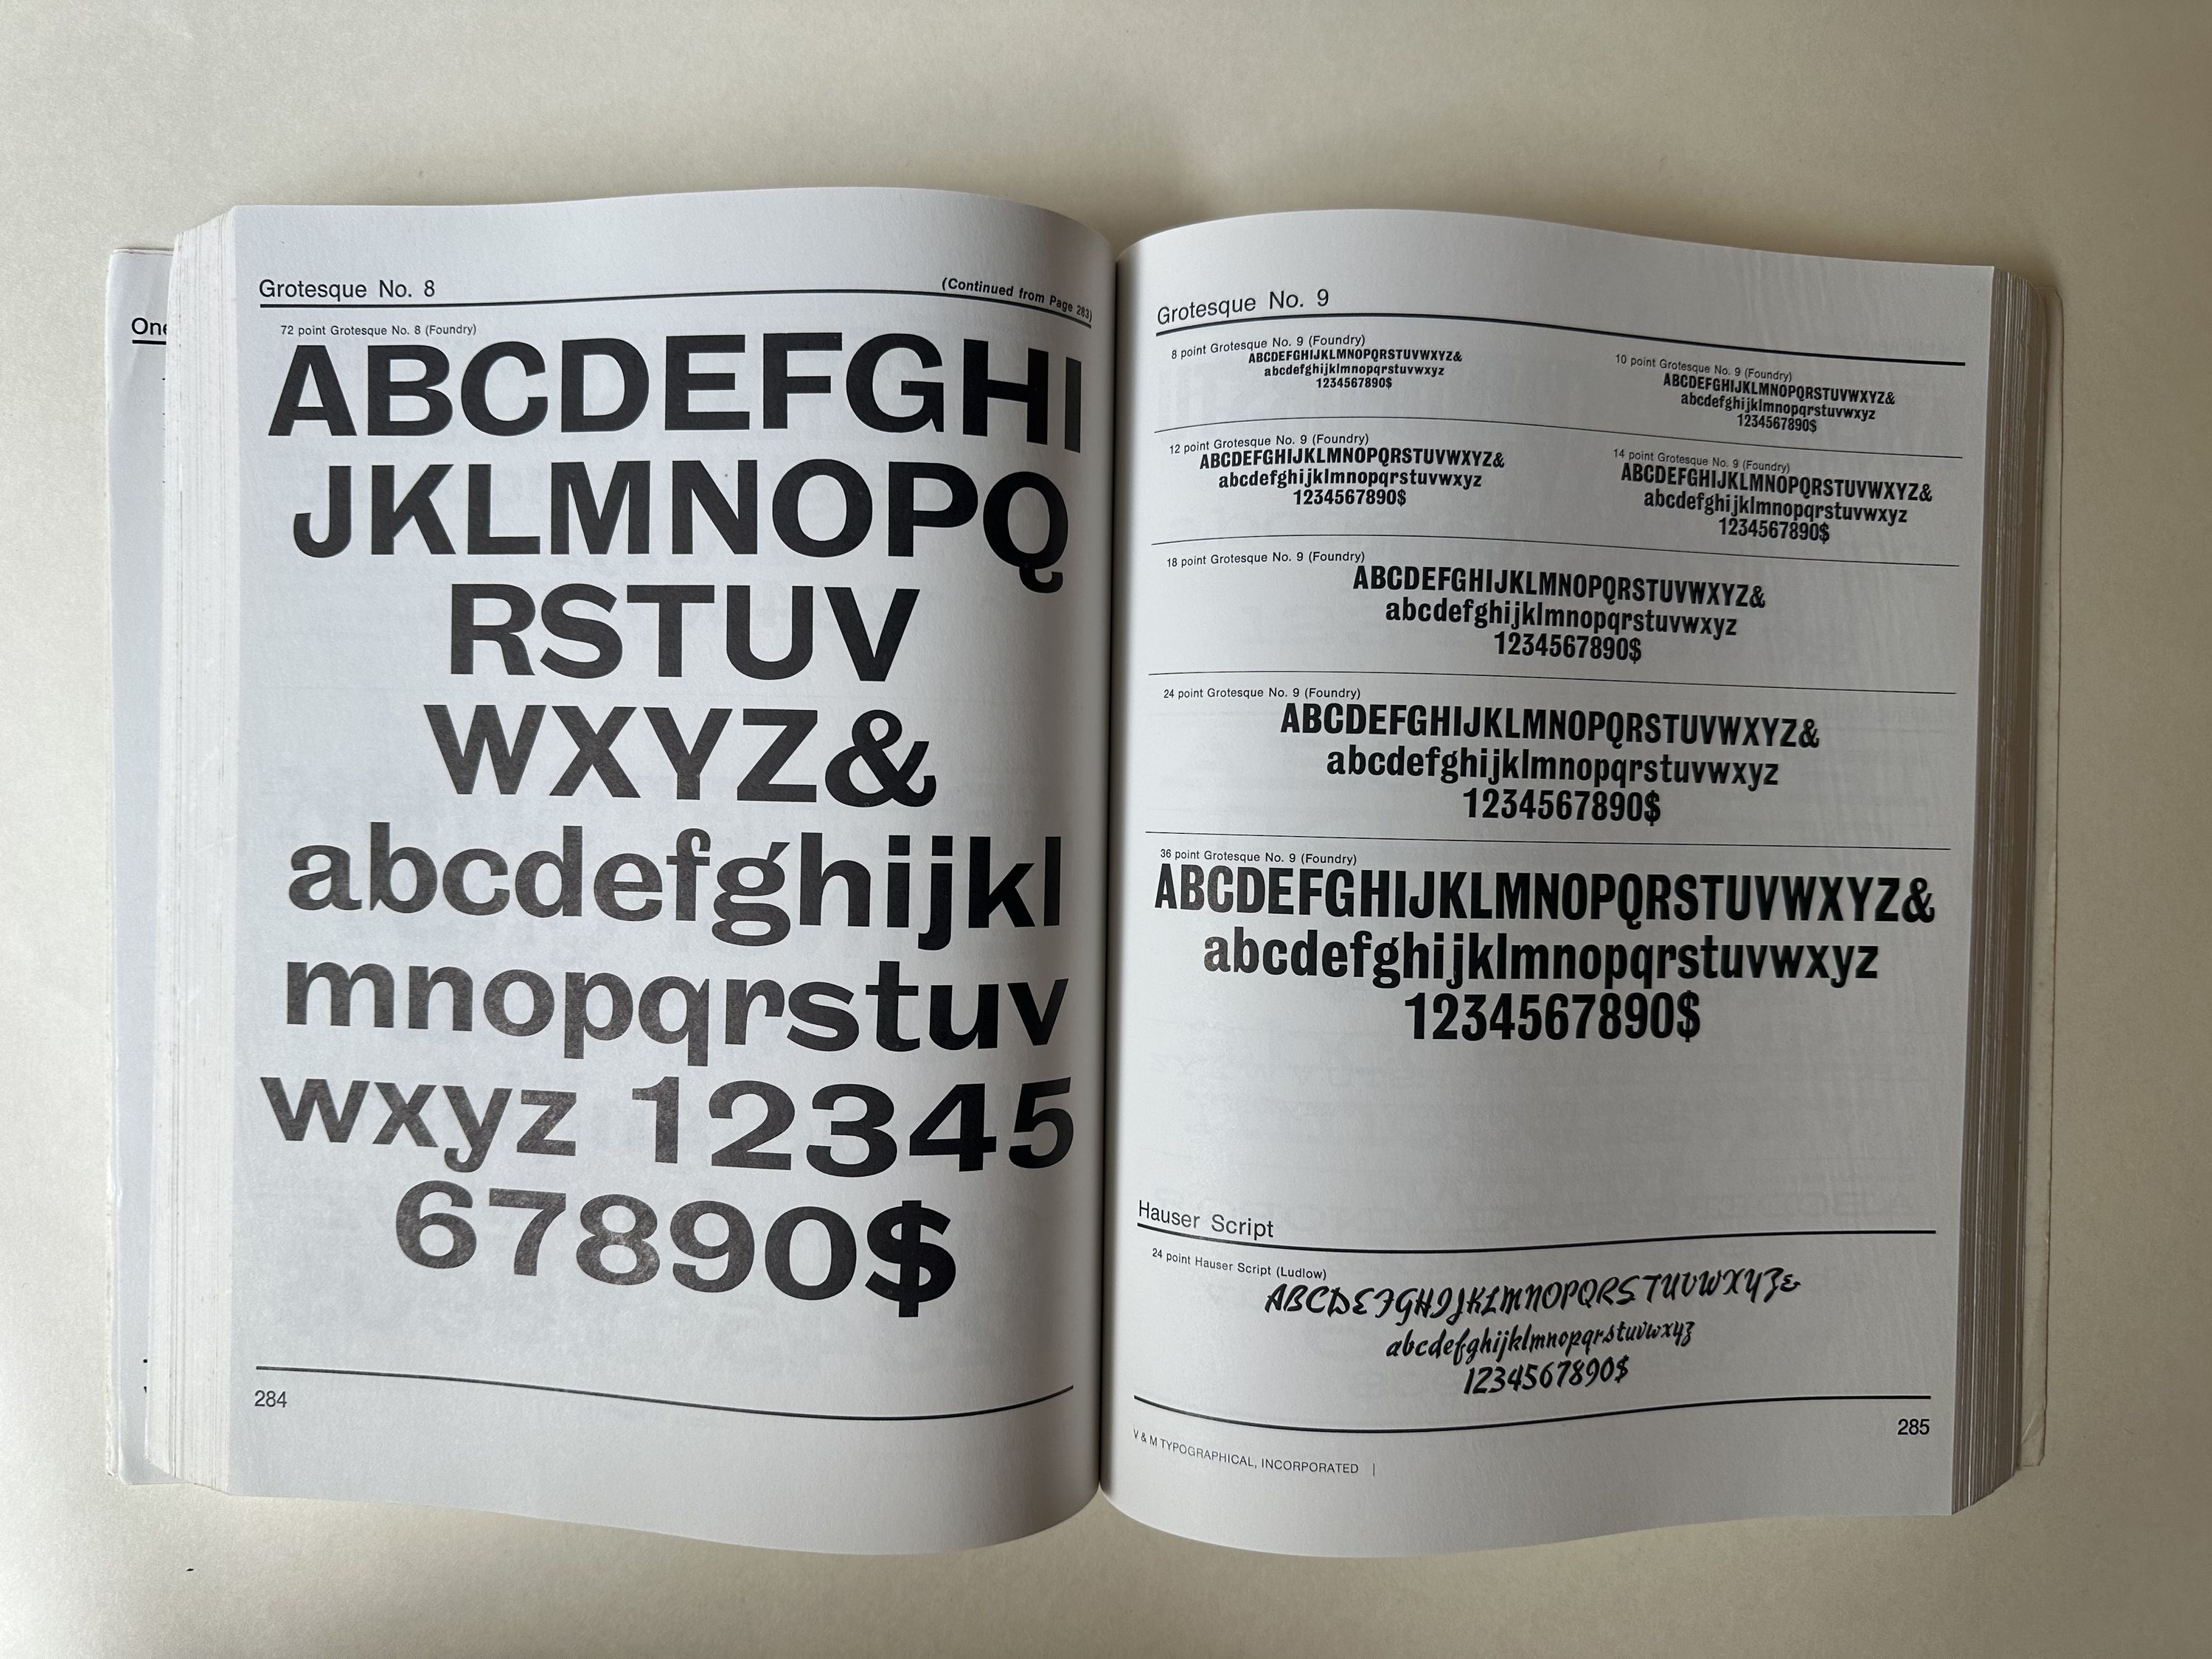 One
Grotesque No. 8
(Continued from Page 283)
72 point Grotesque No. 8 (Foundry)
ABCDEFGHI
JKLMNOPQ
RSTUV
WXYZ&
abcdefghijkl
mnopqrstuv
wxyz 12345
67890$
284
Grotesque No. 9
8 point Grotesque No. 9 (Foundry)
ABCDEFGHIJKLMNOPQRSTUVWXYZ&
abcdefghijklmnopqrstuvwxyz
1234567890$
10 point Grotesque No. 9 (Foundry)
ABCDEFGHIJKLMNOPQRSTUVWXYZ&
abcdefghijklmnopqrstuvwxyz
1234567890$
12 point Grotesque No. 9 (Foundry)
ABCDEFGHIJKLMNOPQRSTUVWXYZ&
abcdefghijklmnopqrstuvwxyz
1234567890$
14 point Grotesque No. 9 (Foundry)
ABCDEFGHIJKLMNOPQRSTUVWXYZ&
abcdefghijklmnopqrstuvwxyz
1234567890$
18 point Grotesque No. 9 (Foundry)
ABCDEFGHIJKLMNOPQRSTUVWXYZ&
abcdefghijklmnopqrstuvwxyz
1234567890$
24 point Grotesque No. 9 (Foundry)
ABCDEFGHIJKLMNOPQRSTUVWXYZ&
abcdefghijklmnopqrstuvwxyz
1234567890$
36 point Grotesque No. 9 (Foundry)
ABCDEFGHIJKLMNOPQRSTUVWXYZ&
abcdefghijklmnopqrstuvwxyz
1234567890$
Hauser Script
24 point Hauser Script (Ludlow)
ABCDEFGHIJKLMNOPQRSTUVWXYZ&
abcdefghijklmnopqrstuvwxyz
1234567890$
285
V & M TYPOGRAPHICAL, INCORPORATED |